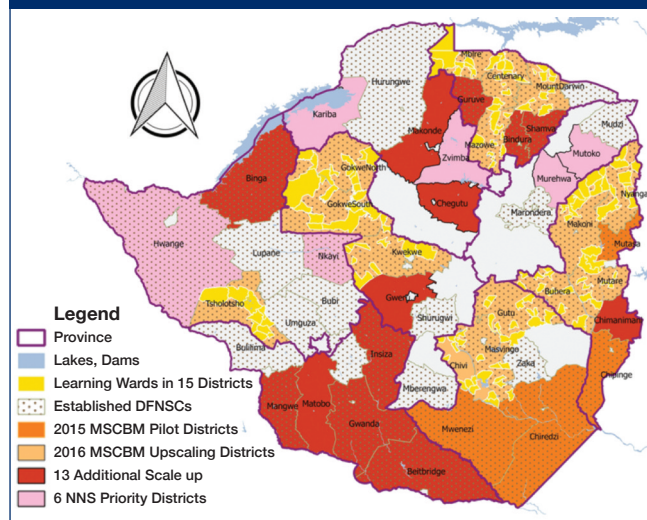 Mbire
Hurungwe
Centenary
MountDarwin
Kariba
Guruve
Mudzi
Makonde
Shamva
Bindura
Mazowe
Mutoko
Zvimba
Binga
GokweNorth
Murehwa
Nyanga
Chegutu
GokweSouth
Marondera
Makoni
Hwange
Mutasa
Lupane
Nkayi
Kwekwe
Tsholotsho
Bubi
Gweru
Buhera
Mutare
Umguza
Shurugwi
Gutu
Chimanimani
Bulilima
Insiza
Masvingo
Zaka
Chivi
Mberengwa
Chipinge
Mangwe
Matobo
Gwanda
Mwenezi
Chiredzi
Beitbridge
Legend
Province
Lakes, Dams
Learning Wards in 15 Districts
Established DFNSCs
2015 MSCBM Pilot Districts
2016 MSCBM Upscaling Districts
13 Additional Scale up
6 NNS Priority Districts